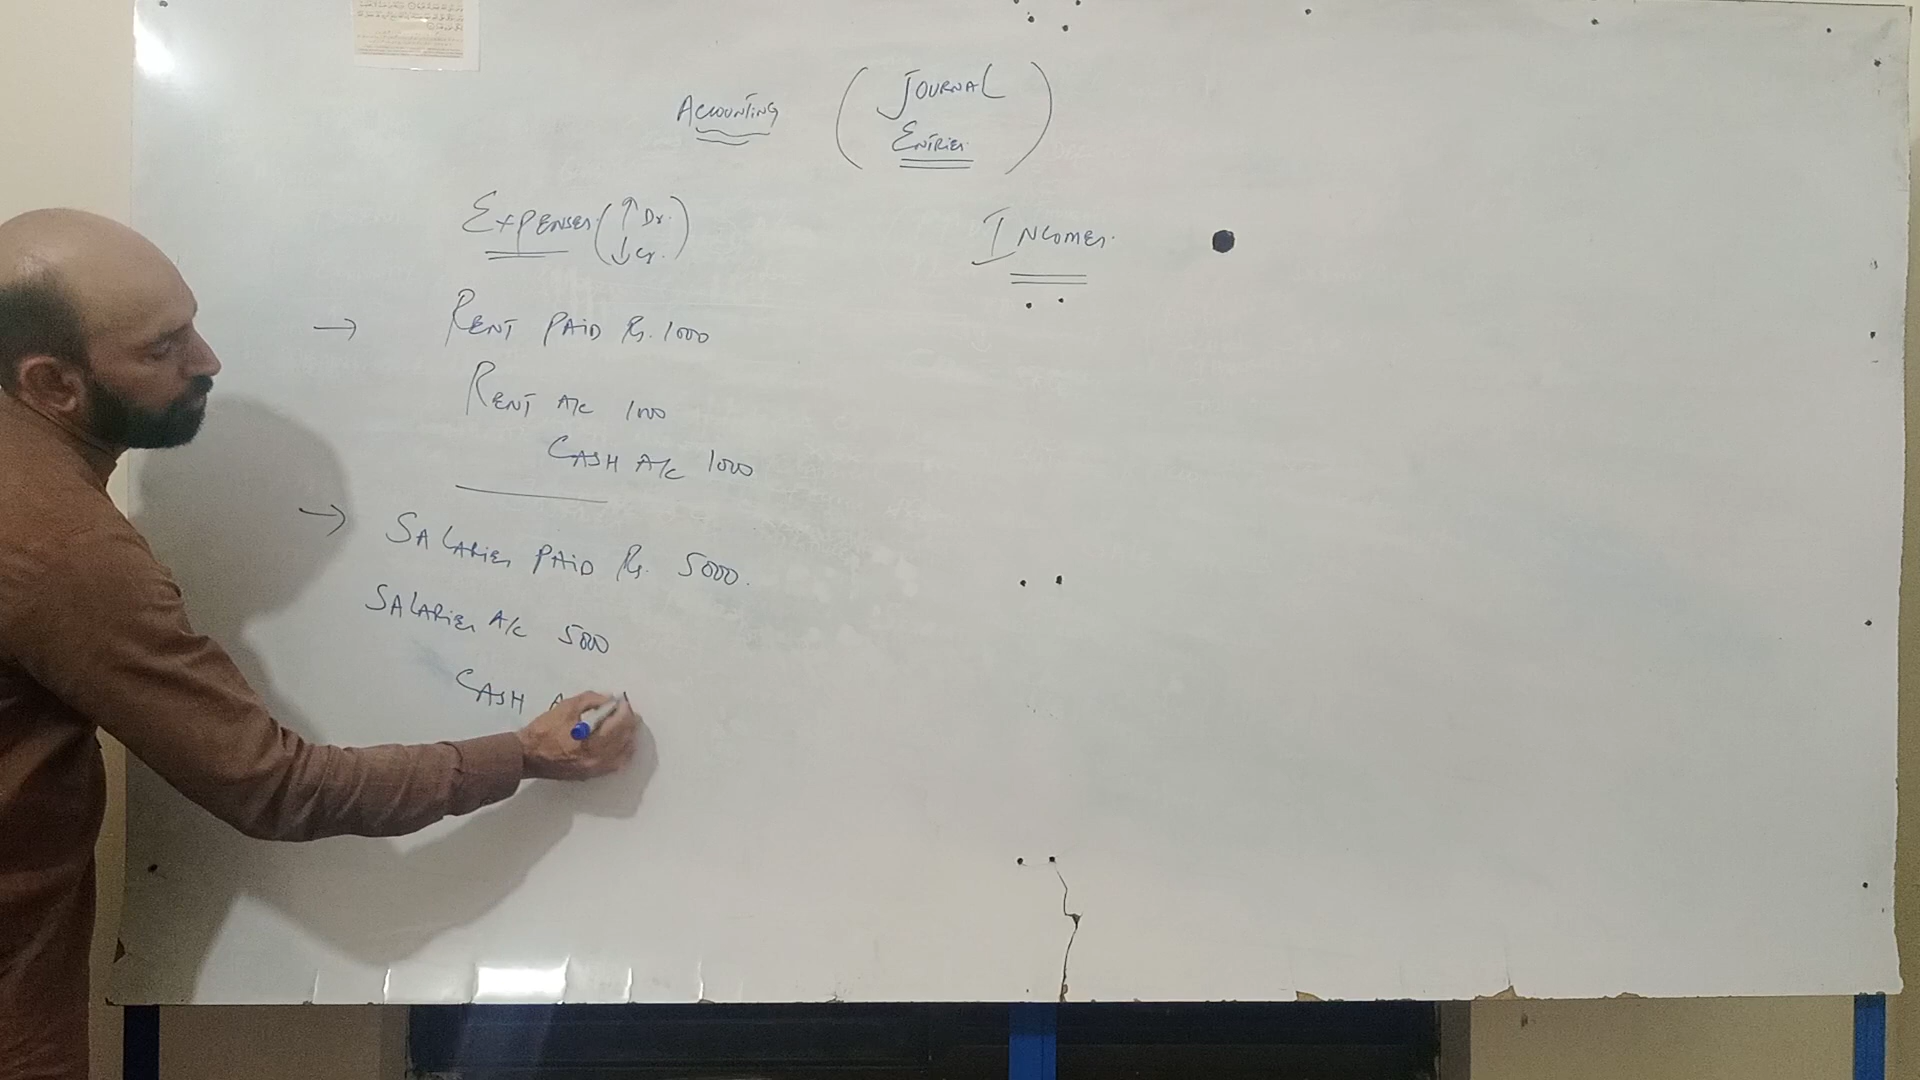 ACCOUNTING (JOURNAL
ENTRIES)
EXPENSES (↑ Dr.
↓ Cr.)
→ RENT PAID Rs. 1000
RENT A/C 1000
CASH A/C 1000
→ SALARIES PAID Rs. 5000.
SALARIES A/C 5000
CASH
INCOMES.